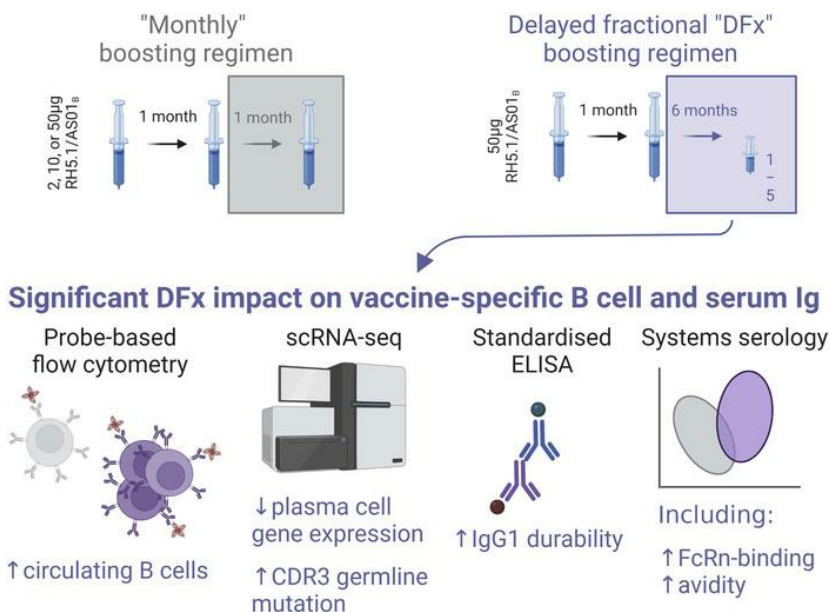 "Monthly"
boosting regimen
2, 10, or 50µg
RH5.1/AS01B
1 month
1 month
Delayed fractional "DFx"
boosting regimen
50µg
RH5.1/AS01B
1 month
6 months
1
–
5
Significant DFx impact on vaccine-specific B cell and serum Ig
Probe-based
flow cytometry
↑circulating B cells
scRNA-seq
↓plasma cell
gene expression
↑CDR3 germline
mutation
Standardised
ELISA
↑IgG1 durability
Systems serology
Including:
↑FcRn-binding
↑avidity